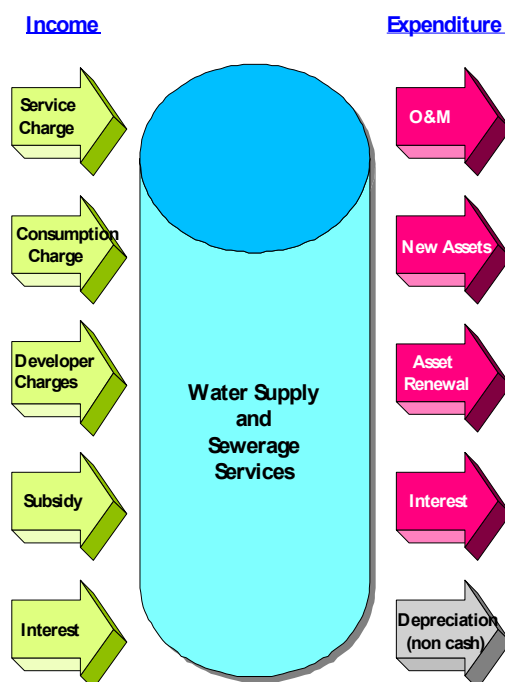 Income
Expenditure
Service
Charge
O&M
Consumption
Charge
New Assets
Developer
Charges
Water Supply
and
Sewerage
Services
Asset
Renewal
Subsidy
Interest
Interest
Depreciation
(non cash)